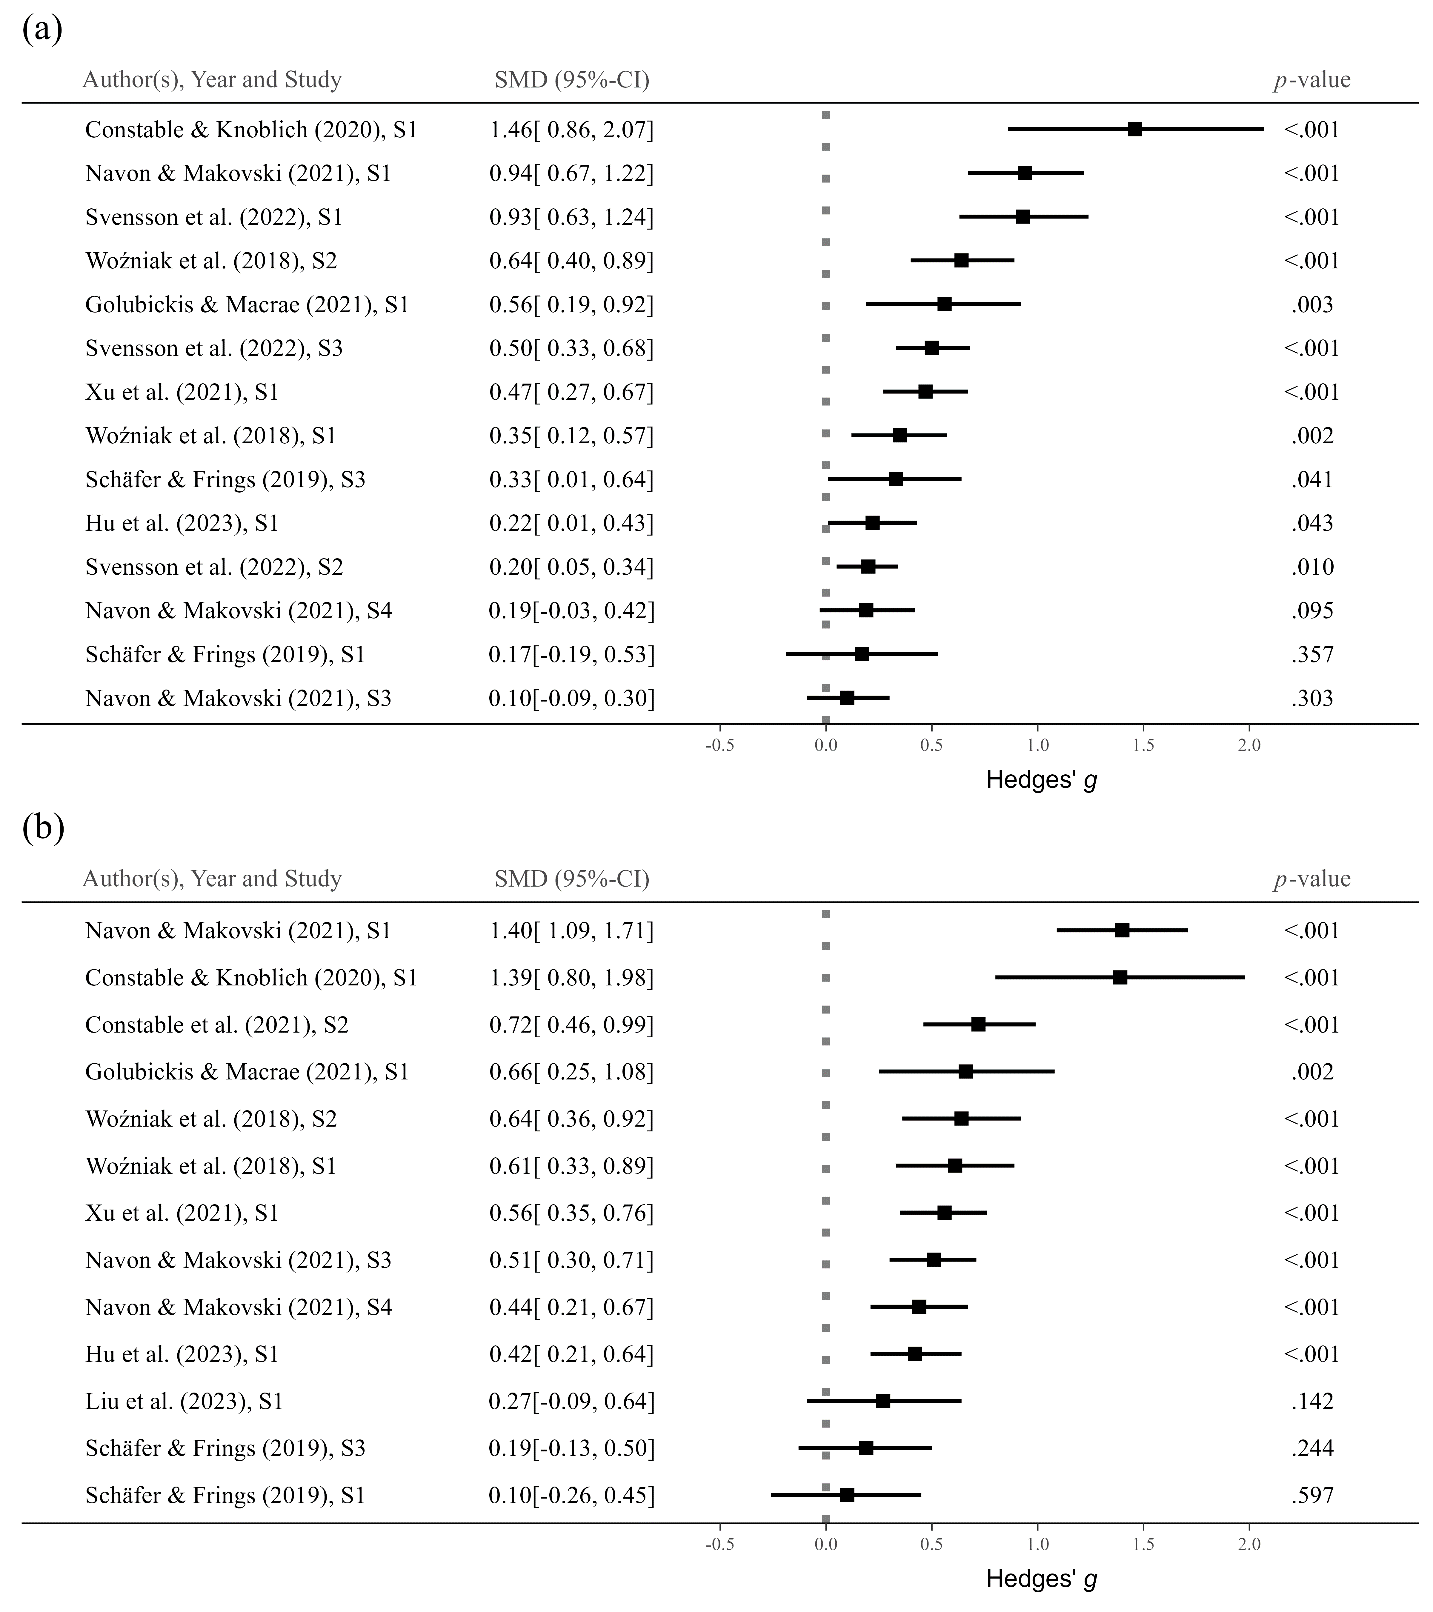 (a)
Author(s), Year and Study SMD (95%-CI) p-value
Constable & Knoblich (2020), S1 1.46[ 0.86, 2.07] <.001
Navon & Makovski (2021), S1 0.94[ 0.67, 1.22] <.001
Svensson et al. (2022), S1 0.93[ 0.63, 1.24] <.001
Woźniak et al. (2018), S2 0.64[ 0.40, 0.89] <.001
Golubickis & Macrae (2021), S1 0.56[ 0.19, 0.92] .003
Svensson et al. (2022), S3 0.50[ 0.33, 0.68] <.001
Xu et al. (2021), S1 0.47[ 0.27, 0.67] <.001
Woźniak et al. (2018), S1 0.35[ 0.12, 0.57] .002
Schäfer & Frings (2019), S3 0.33[ 0.01, 0.64] .041
Hu et al. (2023), S1 0.22[ 0.01, 0.43] .043
Svensson et al. (2022), S2 0.20[ 0.05, 0.34] .010
Navon & Makovski (2021), S4 0.19[-0.03, 0.42] .095
Schäfer & Frings (2019), S1 0.17[-0.19, 0.53] .357
Navon & Makovski (2021), S3 0.10[-0.09, 0.30] .303
-0.5 0.0 0.5 1.0 1.5 2.0
Hedges' g
(b)
Author(s), Year and Study SMD (95%-CI) p-value
Navon & Makovski (2021), S1 1.40[ 1.09, 1.71] <.001
Constable & Knoblich (2020), S1 1.39[ 0.80, 1.98] <.001
Constable et al. (2021), S2 0.72[ 0.46, 0.99] <.001
Golubickis & Macrae (2021), S1 0.66[ 0.25, 1.08] .002
Woźniak et al. (2018), S2 0.64[ 0.36, 0.92] <.001
Woźniak et al. (2018), S1 0.61[ 0.33, 0.89] <.001
Xu et al. (2021), S1 0.56[ 0.35, 0.76] <.001
Navon & Makovski (2021), S3 0.51[ 0.30, 0.71] <.001
Navon & Makovski (2021), S4 0.44[ 0.21, 0.67] <.001
Hu et al. (2023), S1 0.42[ 0.21, 0.64] <.001
Liu et al. (2023), S1 0.27[-0.09, 0.64] .142
Schäfer & Frings (2019), S3 0.19[-0.13, 0.50] .244
Schäfer & Frings (2019), S1 0.10[-0.26, 0.45] .597
-0.5 0.0 0.5 1.0 1.5 2.0
Hedges' g